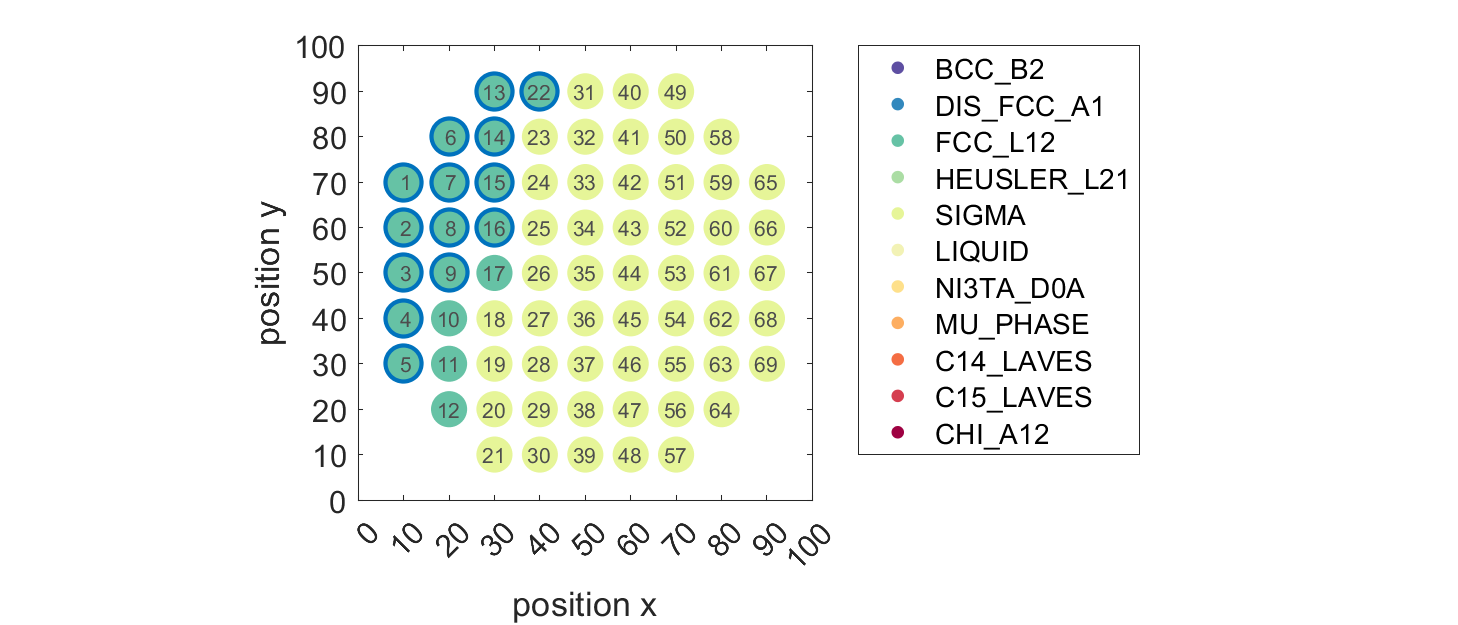 100
90
80
70
60
50
40
30
20
10
0
position y
13 22 31 40 49
6 14 23 32 41 50 58
1 7 15 24 33 42 51 59 65
2 8 16 25 34 43 52 60 66
3 9 17 26 35 44 53 61 67
4 10 18 27 36 45 54 62 68
5 11 19 28 37 46 55 63 69
12 20 29 38 47 56 64
21 30 39 48 57
0 10 20 30 40 50 60 70 80 90 100
position x
BCC_B2
DIS_FCC_A1
FCC_L12
HEUSLER_L21
SIGMA
LIQUID
NI3TA_D0A
MU_PHASE
C14_LAVES
C15_LAVES
CHI_A12